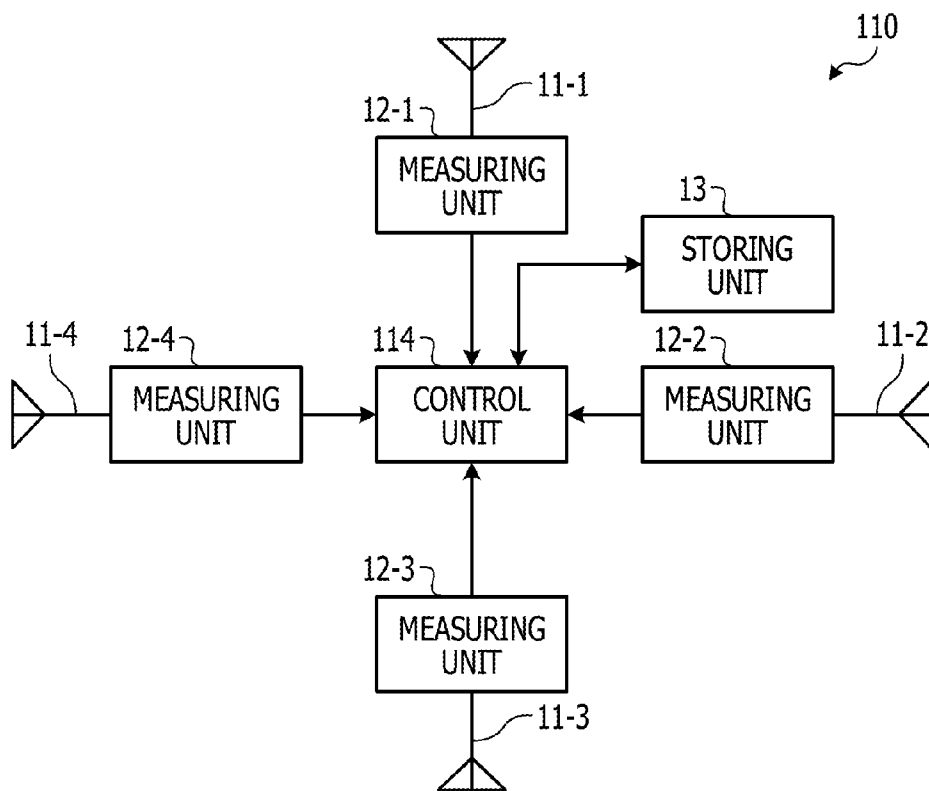 110
11-1
12-1
MEASURING
UNIT
13
STORING
UNIT
11-4
12-4
MEASURING
UNIT
114
CONTROL
UNIT
12-2
MEASURING
UNIT
11-2
12-3
MEASURING
UNIT
11-3